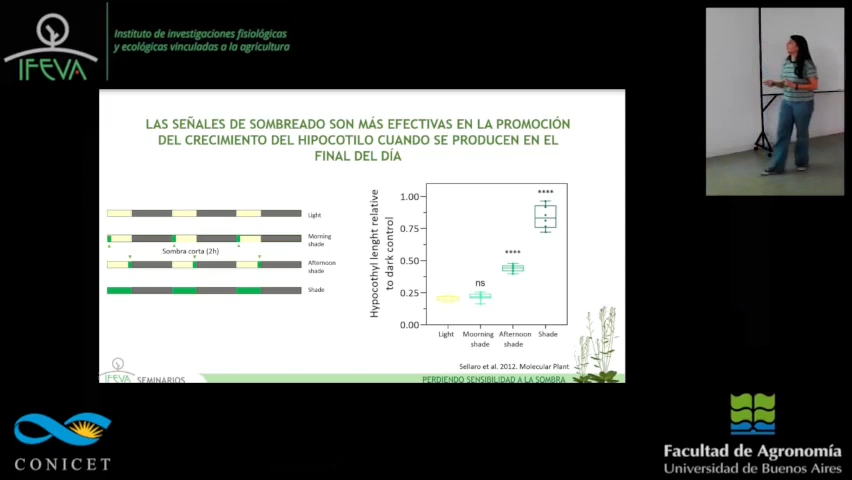 Instituto de investigaciones fisiológicas
y ecológicas vinculadas a la agricultura
IFEVA
LAS SEÑALES DE SOMBREADO SON MÁS EFECTIVAS EN LA PROMOCIÓN
DEL CRECIMIENTO DEL HIPOCOTILO CUANDO SE PRODUCEN EN EL
FINAL DEL DÍA
Light
Morning
shade
Sombra corta (2h)
Afternoon
shade
Shade
Hypocothyl lenght relative
to dark control
1.00
0.75
0.50
0.25
0.00
ns
****
****
Light
Moorning
shade
Afternoon
shade
Shade
Sellaro et al. 2012. Molecular Plant
IFEVA
SEMINARIOS
PERDIENDO SENSIBILIDAD A LA SOMBRA
CONICET
Facultad de Agronomía
Universidad de Buenos Aires